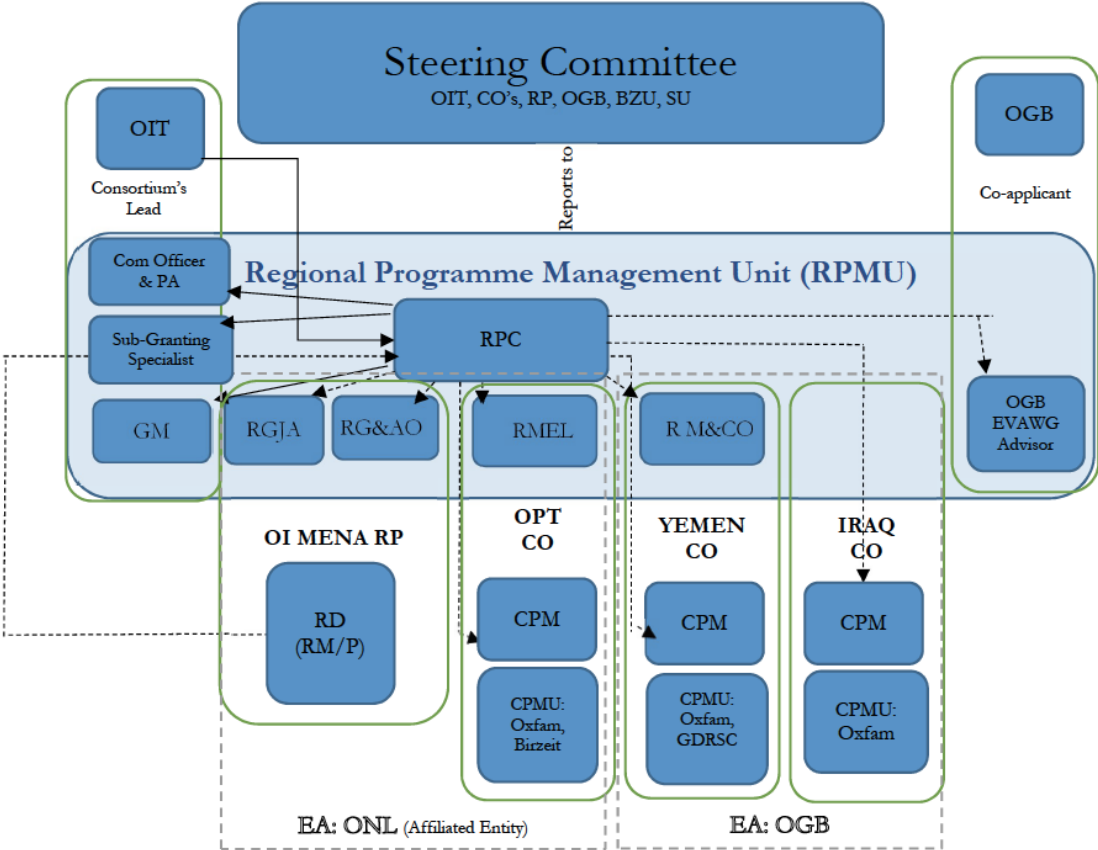 Steering Committee
OIT, CO's, RP, OGB, BZU, SU
OIT
Consortium's
Lead
Reports to
OGB
Co-applicant
Regional Programme Management Unit (RPMU)
Com Officer
& PA
Sub-Granting
Specialist
RPC
GM
RGJA
RG&AO
RMEL
R M&CO
OGB
EVAWG
Advisor
OI MENA RP
OPT
CO
YEMEN
CO
IRAQ
CO
RD
(RM/P)
CPM
CPM
CPM
CPMU:
Oxfam,
Birzeit
CPMU:
Oxfam,
GDRSC
CPMU:
Oxfam
EA: ONL (Affiliated Entity)
EA: OGB